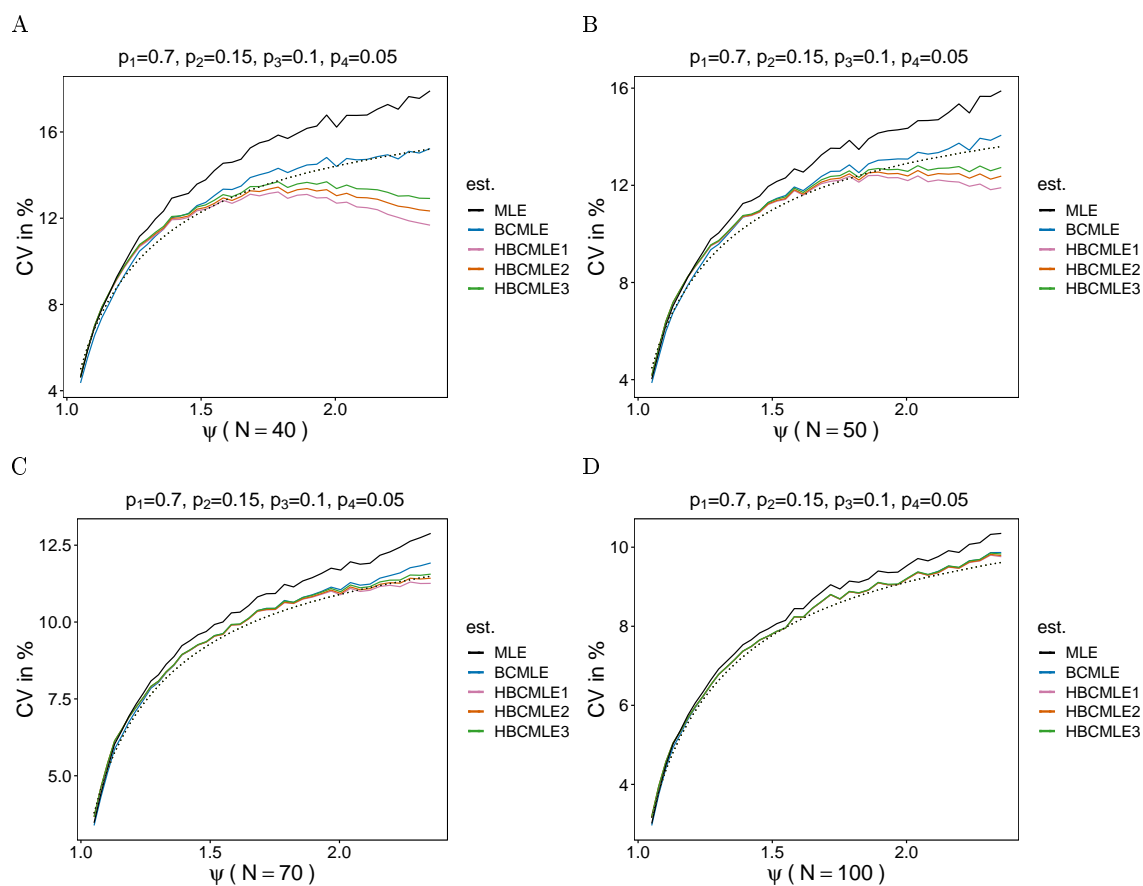 A
p₁=0.7, p₂=0.15, p₃=0.1, p₄=0.05
CV in %
16
12
8
4
1.0 1.5 2.0
ψ ( N = 40 )
est.
MLE
BCMLE
HBCMLE1
HBCMLE2
HBCMLE3
B
p₁=0.7, p₂=0.15, p₃=0.1, p₄=0.05
CV in %
16
12
8
4
1.0 1.5 2.0
ψ ( N = 50 )
est.
MLE
BCMLE
HBCMLE1
HBCMLE2
HBCMLE3
C
p₁=0.7, p₂=0.15, p₃=0.1, p₄=0.05
CV in %
12.5
10.0
7.5
5.0
1.0 1.5 2.0
ψ ( N = 70 )
est.
MLE
BCMLE
HBCMLE1
HBCMLE2
HBCMLE3
D
p₁=0.7, p₂=0.15, p₃=0.1, p₄=0.05
CV in %
10
8
6
4
1.0 1.5 2.0
ψ ( N = 100 )
est.
MLE
BCMLE
HBCMLE1
HBCMLE2
HBCMLE3